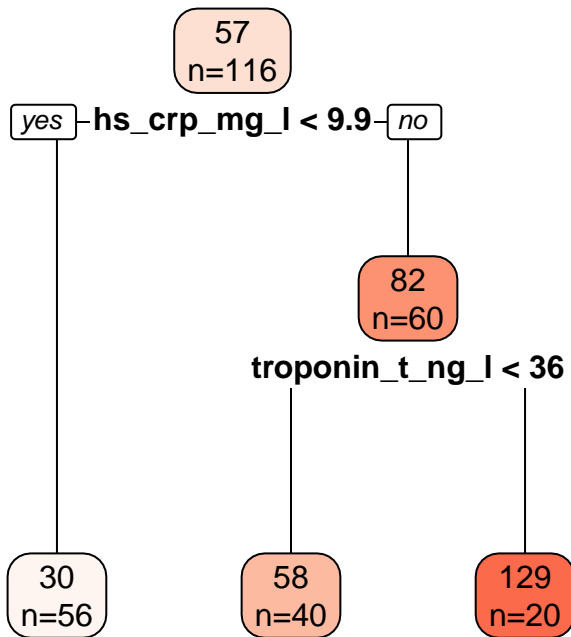 57
n=116
yes hs_crp_mg_l < 9.9 no
82
n=60
troponin_t_ng_l < 36
30
n=56
58
n=40
129
n=20